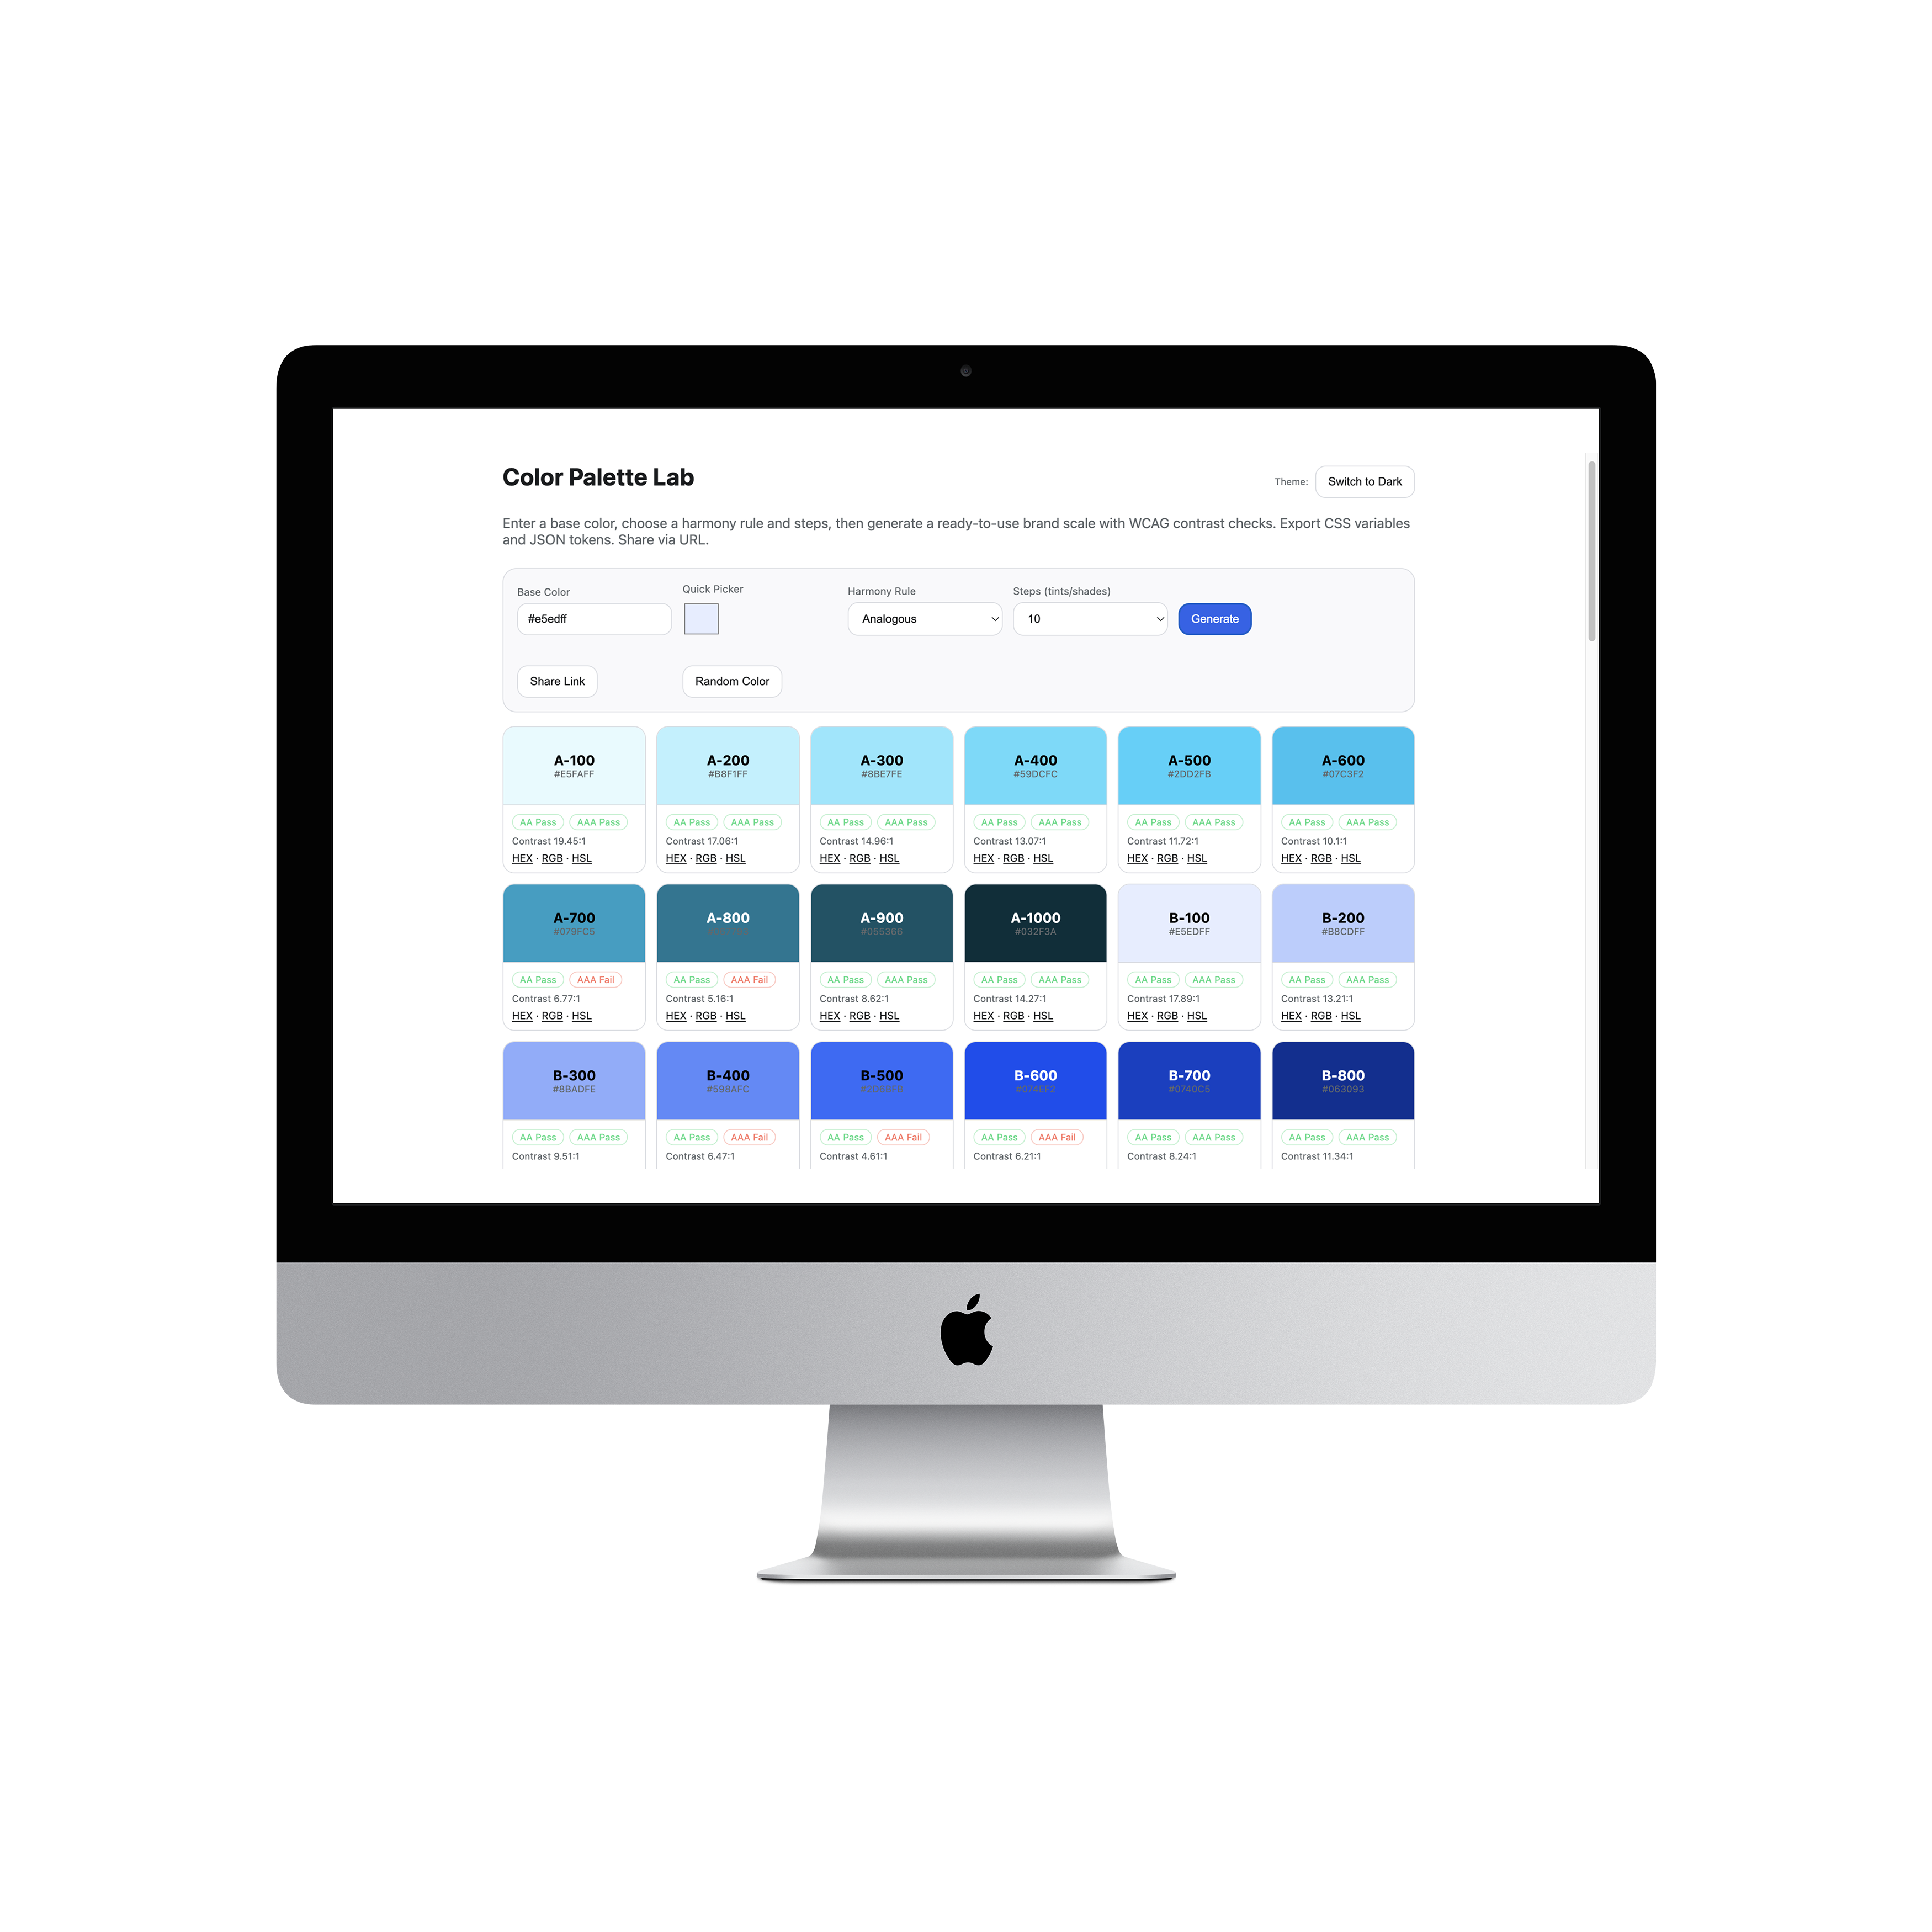 Color Palette Lab
Theme: Switch to Dark
Enter a base color, choose a harmony rule and steps, then generate a ready-to-use brand scale with WCAG contrast checks. Export CSS variables
and JSON tokens. Share via URL.
Base Color Quick Picker Harmony Rule Steps (tints/shades)
#e5edff Analogous 10 Generate
Share Link Random Color
A-100 A-200 A-300 A-400 A-500 A-600
#E5FAFF #B8F1FF #8BE7FE #59DCFC #2DD2FB #07C3F2
AA Pass AAA Pass AA Pass AAA Pass AA Pass AAA Pass AA Pass AAA Pass AA Pass AAA Pass AA Pass AAA Pass
Contrast 19.45:1 Contrast 17.06:1 Contrast 14.96:1 Contrast 13.07:1 Contrast 11.72:1 Contrast 10.1:1
HEX · RGB · HSL HEX · RGB · HSL HEX · RGB · HSL HEX · RGB · HSL HEX · RGB · HSL HEX · RGB · HSL
A-700 A-800 A-900 A-1000 B-100 B-200
#079FC5 #055366 #032F3A #E5EDFF #B8CDFF
AA Pass AAA Fail AA Pass AAA Fail AA Pass AAA Pass AA Pass AAA Pass AA Pass AAA Pass AA Pass AAA Pass
Contrast 6.77:1 Contrast 5.16:1 Contrast 8.62:1 Contrast 14.27:1 Contrast 17.89:1 Contrast 13.21:1
HEX · RGB · HSL HEX · RGB · HSL HEX · RGB · HSL HEX · RGB · HSL HEX · RGB · HSL HEX · RGB · HSL
B-300 B-400 B-500 B-600 B-700 B-800
#8BADFE #598AFC #0740C5 #063093
AA Pass AAA Pass AA Pass AAA Fail AA Pass AAA Fail AA Pass AAA Fail AA Pass AAA Pass AA Pass AAA Pass
Contrast 9.51:1 Contrast 6.47:1 Contrast 4.61:1 Contrast 6.21:1 Contrast 8.24:1 Contrast 11.34:1